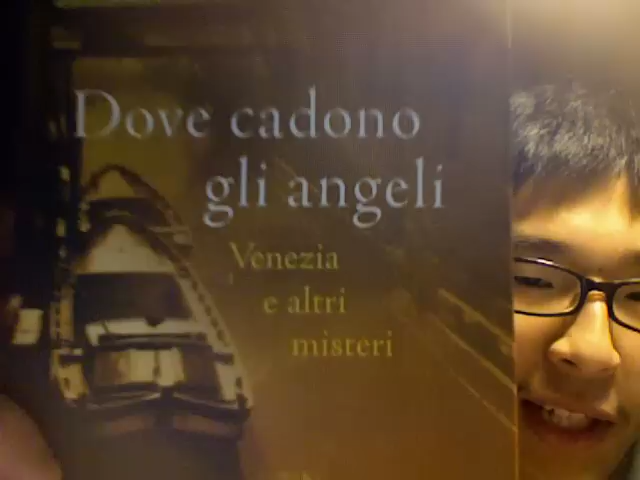 Dove cadono
gli angeli
Venezia
e altri
misteri